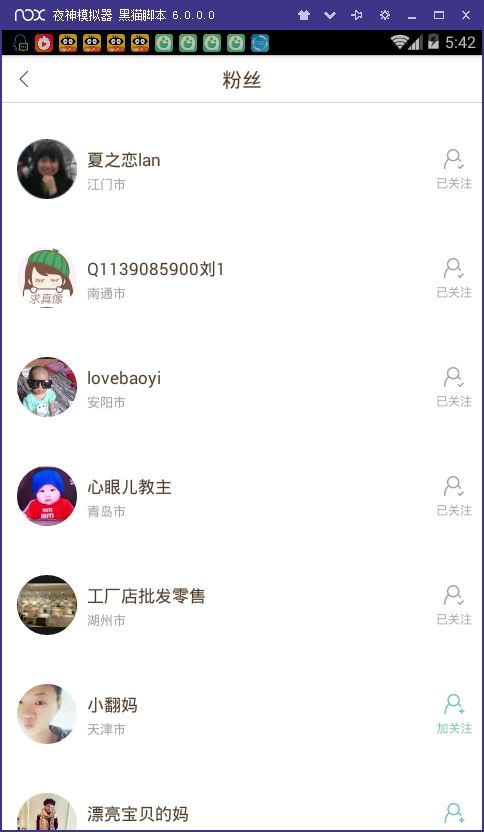 nox 夜神模拟器 黑猫脚本 6.0.0.0
5:42
粉丝
夏之恋lan
江门市
已关注
Q1139085900刘1
南通市
已关注
求真像
lovebaoyi
安阳市
已关注
心眼儿教主
青岛市
已关注
工厂店批发零售
湖州市
已关注
小翻妈
天津市
加关注
漂亮宝贝的妈